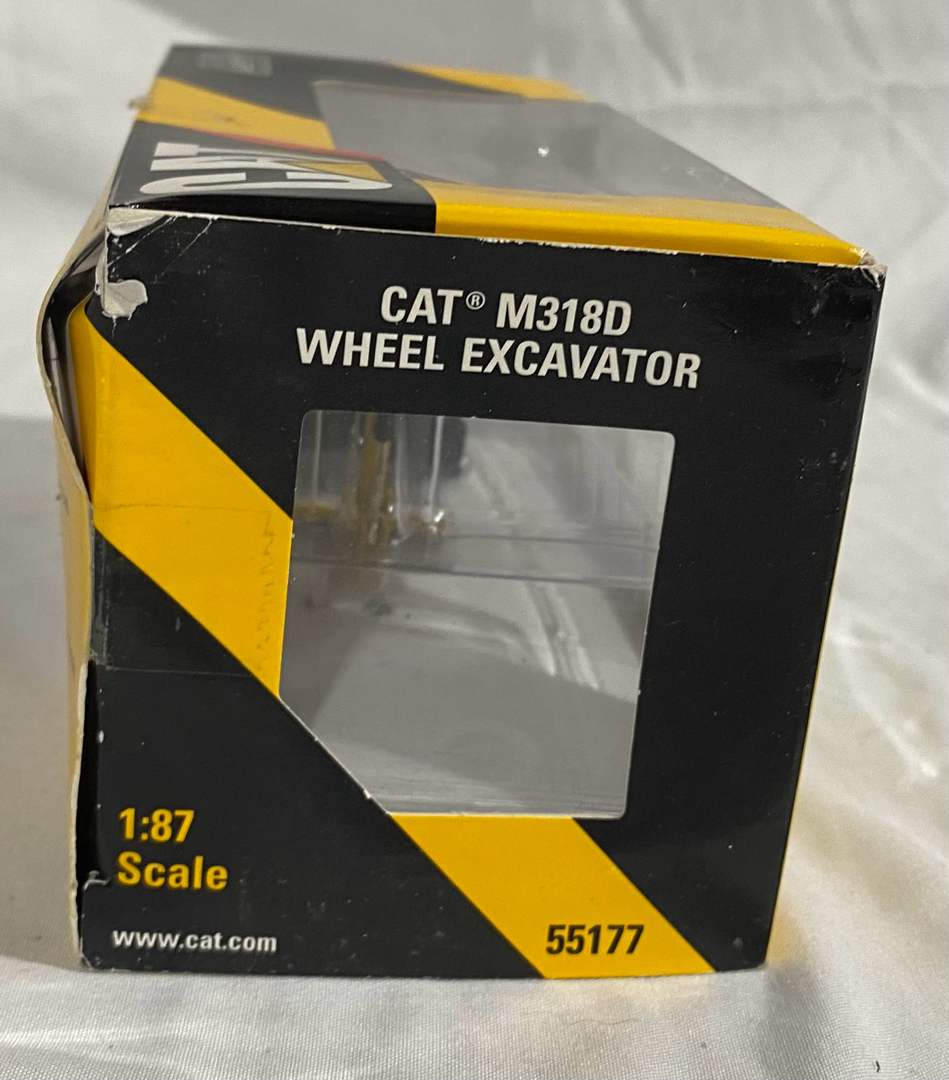 CAT
CAT® M318D
WHEEL EXCAVATOR
1:87
Scale
www.cat.com
55177